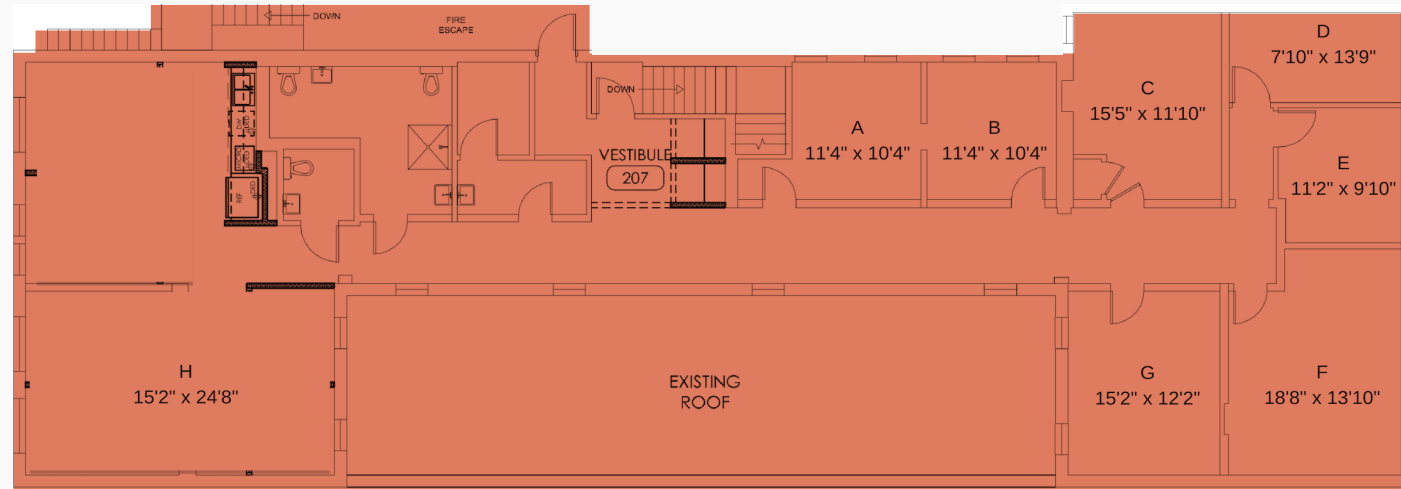 DOWN
FIRE
ESCAPE
D
7'10" x 13'9"
C
15'5" x 11'10"
DOWN
DW
A
11'4" x 10'4"
B
11'4" x 10'4"
VESTIBULE
207
E
11'2" x 9'10"
REF
H
15'2" x 24'8"
EXISTING
ROOF
G
15'2" x 12'2"
F
18'8" x 13'10"